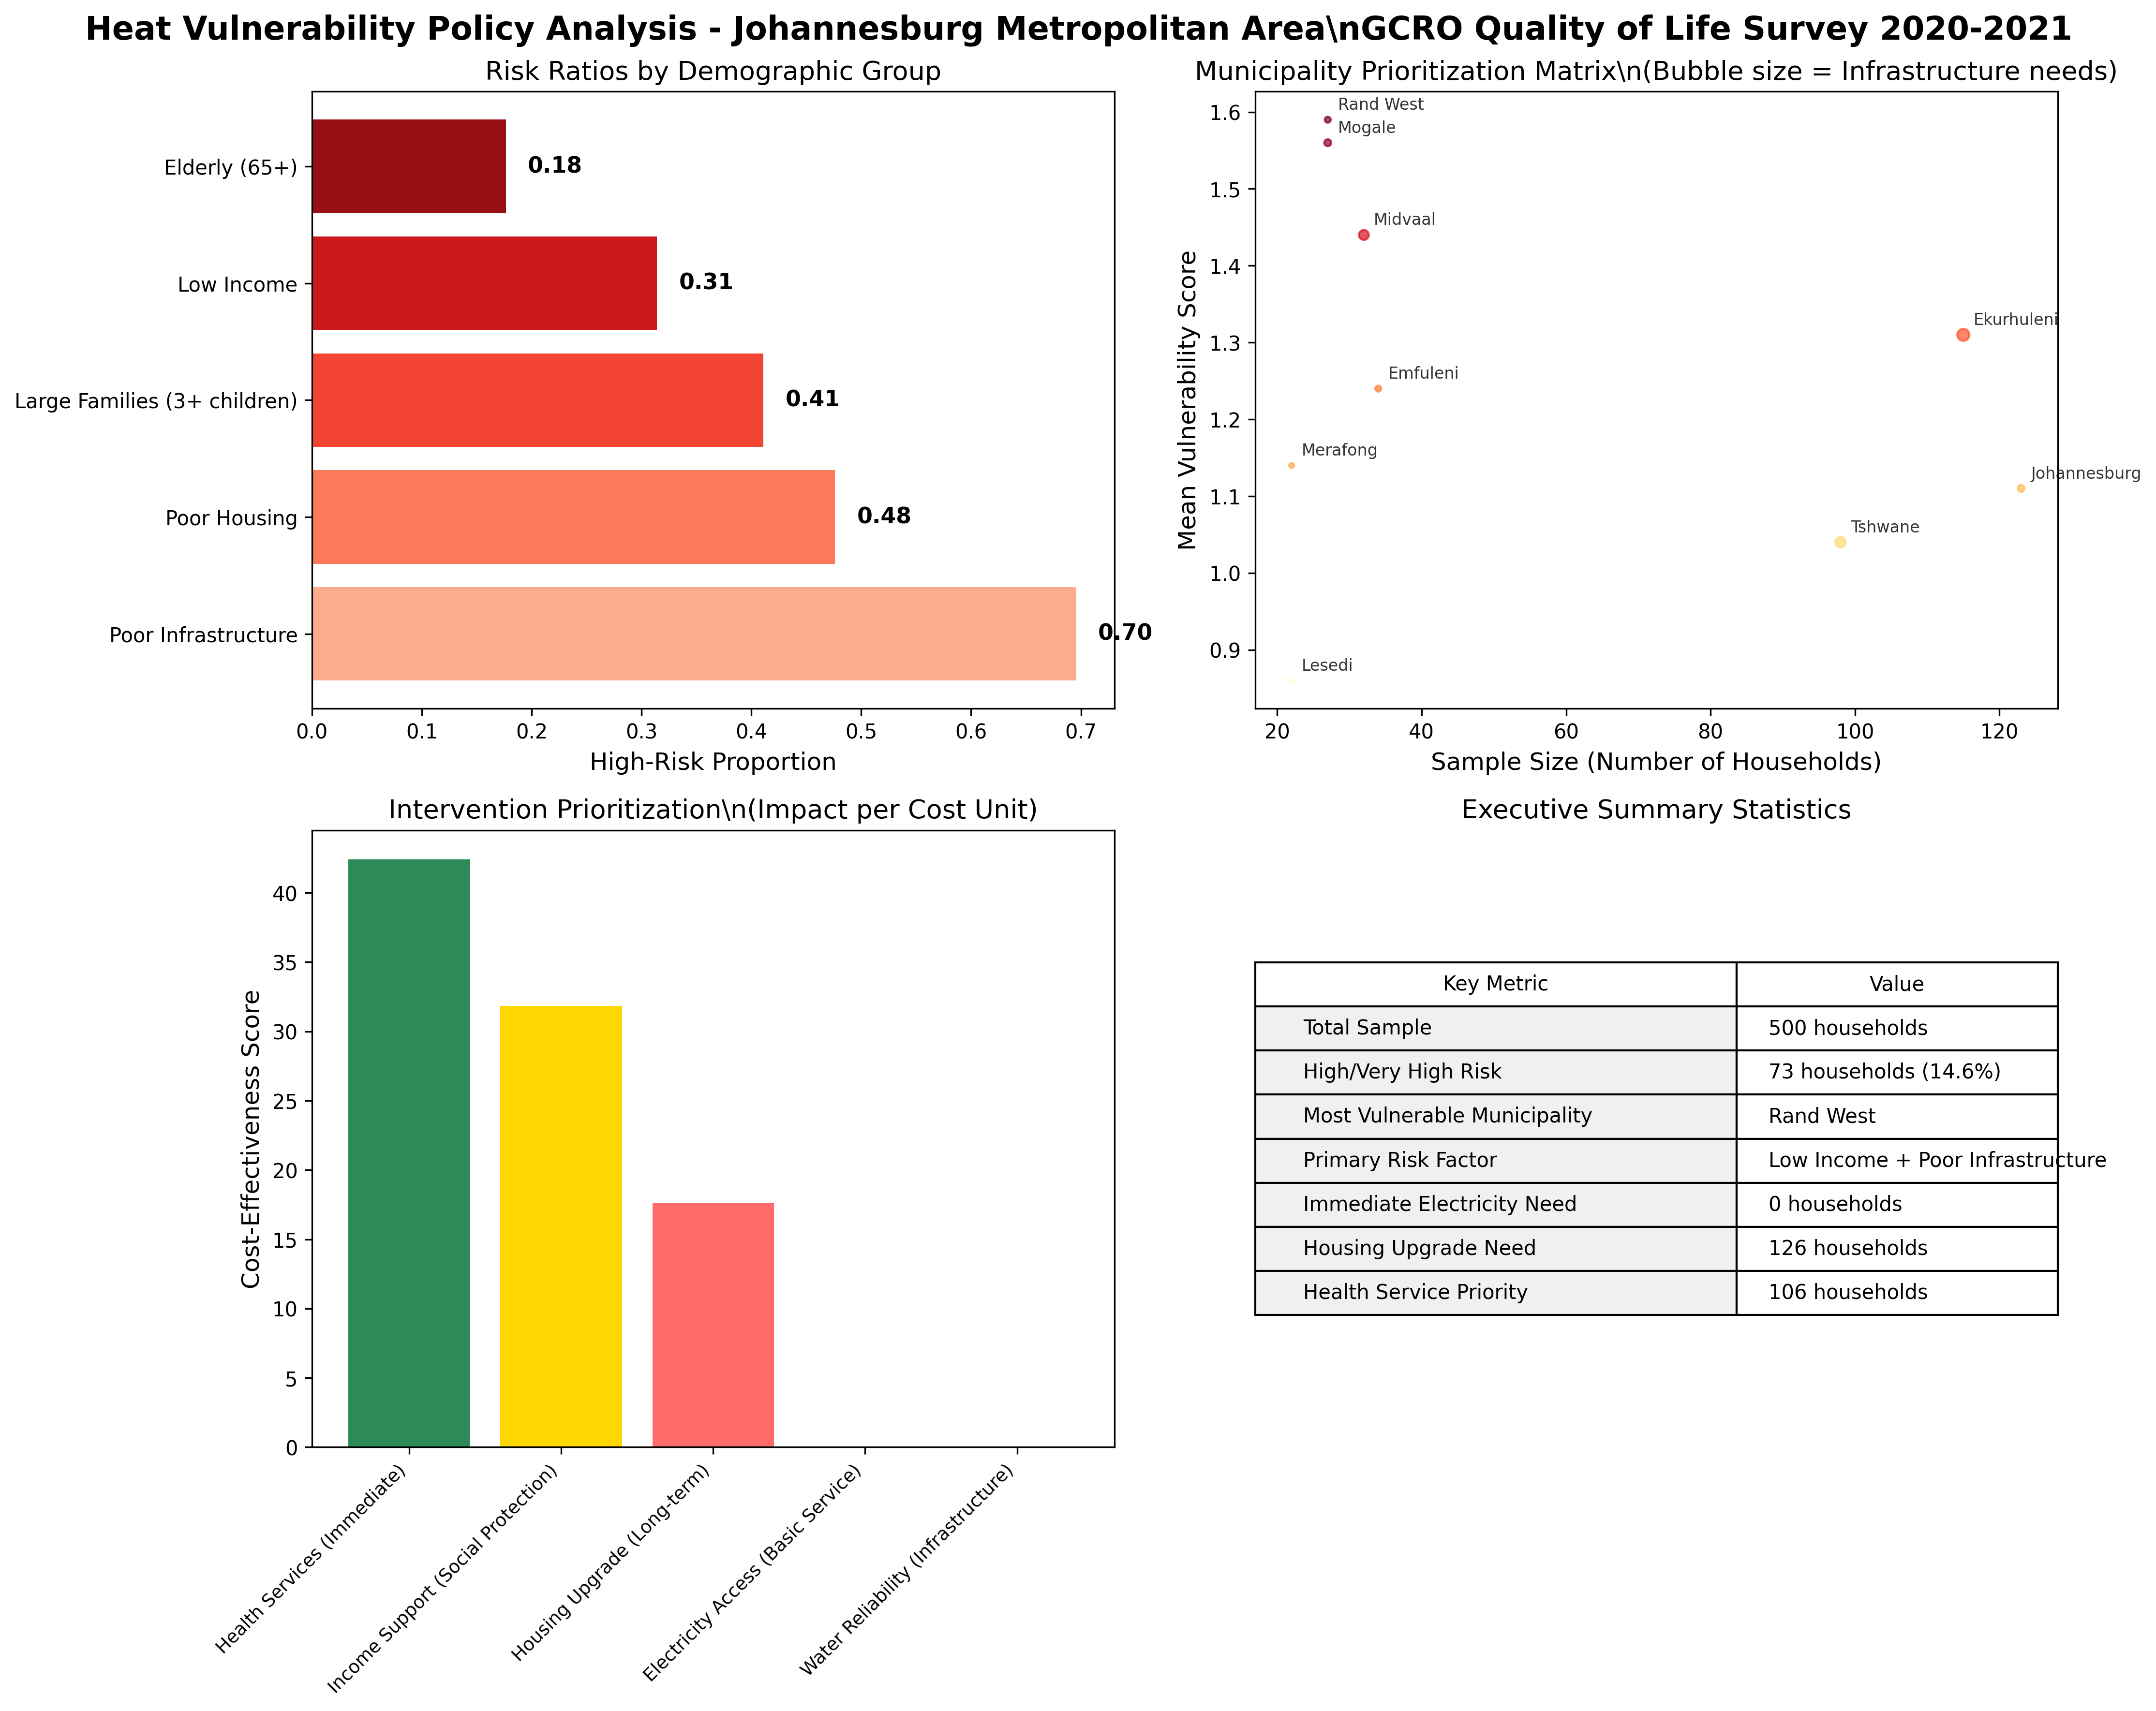 Heat Vulnerability Policy Analysis - Johannesburg Metropolitan Area\nGCRO Quality of Life Survey 2020-2021
Risk Ratios by Demographic Group
Elderly (65+)
0.18
Low Income
0.31
Large Families (3+ children)
0.41
Poor Housing
0.48
Poor Infrastructure
0.70
0.0 0.1 0.2 0.3 0.4 0.5 0.6 0.7
High-Risk Proportion
Municipality Prioritization Matrix\n(Bubble size = Infrastructure needs)
Mean Vulnerability Score
1.6
1.5
1.4
1.3
1.2
1.1
1.0
0.9
Rand West
Mogale
Midvaal
Ekurhuleni
Emfuleni
Merafong
Johannesburg
Tshwane
Lesedi
20 40 60 80 100 120
Sample Size (Number of Households)
Intervention Prioritization\n(Impact per Cost Unit)
Cost-Effectiveness Score
40
35
30
25
20
15
10
5
0
Health Services (Immediate)
Income Support (Social Protection)
Housing Upgrade (Long-term)
Electricity Access (Basic Service)
Water Reliability (Infrastructure)
Executive Summary Statistics
Key Metric Value
Total Sample 500 households
High/Very High Risk 73 households (14.6%)
Most Vulnerable Municipality Rand West
Primary Risk Factor Low Income + Poor Infrastructure
Immediate Electricity Need 0 households
Housing Upgrade Need 126 households
Health Service Priority 106 households